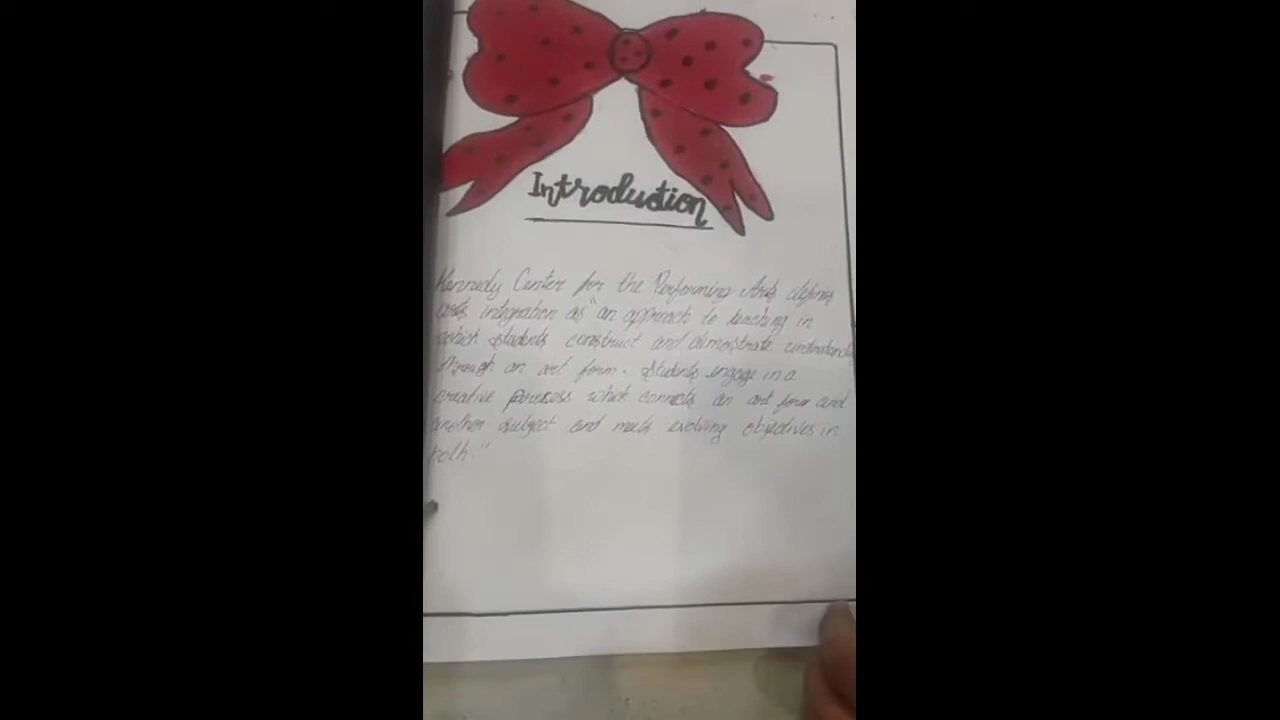 Introduction
Kennedy Center for the Performing Arts defines
arts integration as "an approach to teaching in
which students construct and demostrate understanding
through an art form. Students engage in a
creative process which connects an art form and
another subject and meets evolving objectives in
both."